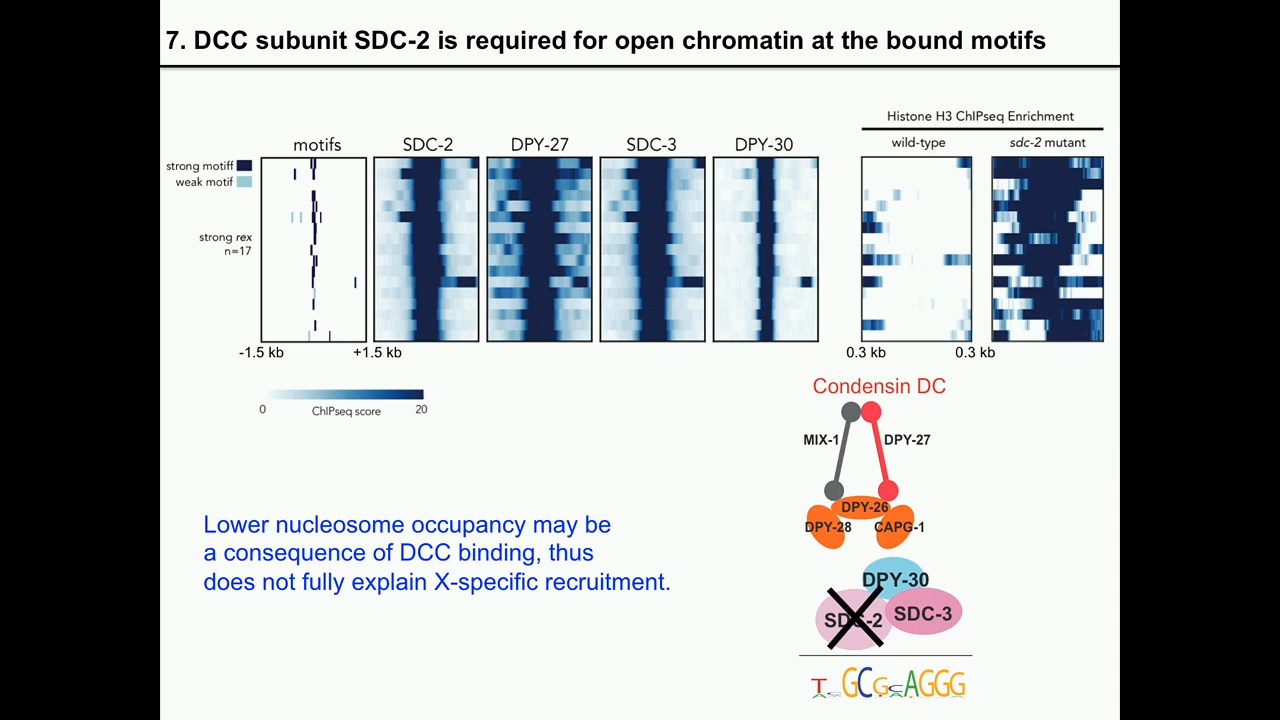 7. DCC subunit SDC-2 is required for open chromatin at the bound motifs
Histone H3 ChIPseq Enrichment
motifs SDC-2 DPY-27 SDC-3 DPY-30 wild-type sdc-2 mutant
strong motiff
weak motif
strong rex
n=17
-1.5 kb +1.5 kb 0.3 kb 0.3 kb
0 ChIPseq score 20
Condensin DC
MIX-1 DPY-27
DPY-26
DPY-28 CAPG-1
Lower nucleosome occupancy may be
a consequence of DCC binding, thus
does not fully explain X-specific recruitment.
DPY-30
SDC-2 SDC-3